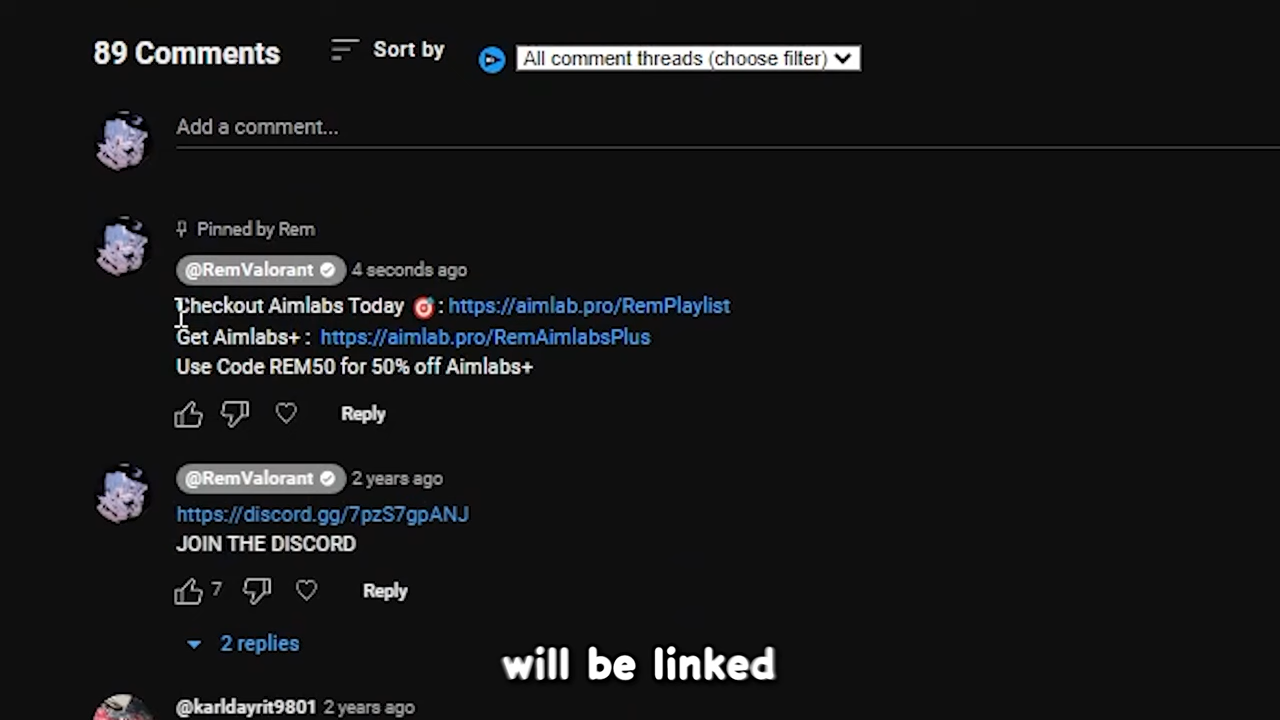 89 Comments
Sort by
All comment threads (choose filter)
Add a comment...
Pinned by Rem
@RemValorant 4 seconds ago
Checkout Aimlabs Today 🎯 : https://aimlab.pro/RemPlaylist
Get Aimlabs+ : https://aimlab.pro/RemAimlabsPlus
Use Code REM50 for 50% off Aimlabs+
Reply
@RemValorant 2 years ago
https://discord.gg/7pzS7gpANJ
JOIN THE DISCORD
7 Reply
2 replies
will be linked
@karldayrit9801 2 years ago